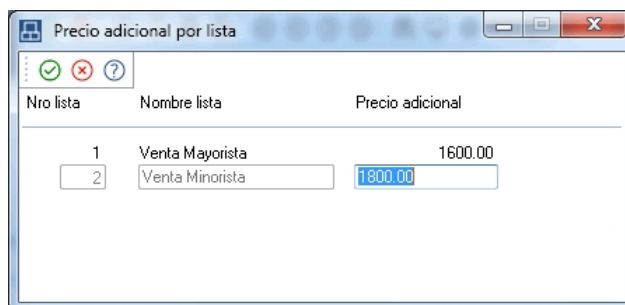 Precio adicional por lista
Nro lista Nombre lista Precio adicional
1 Venta Mayorista 1600.00
2 Venta Minorista 1800.00